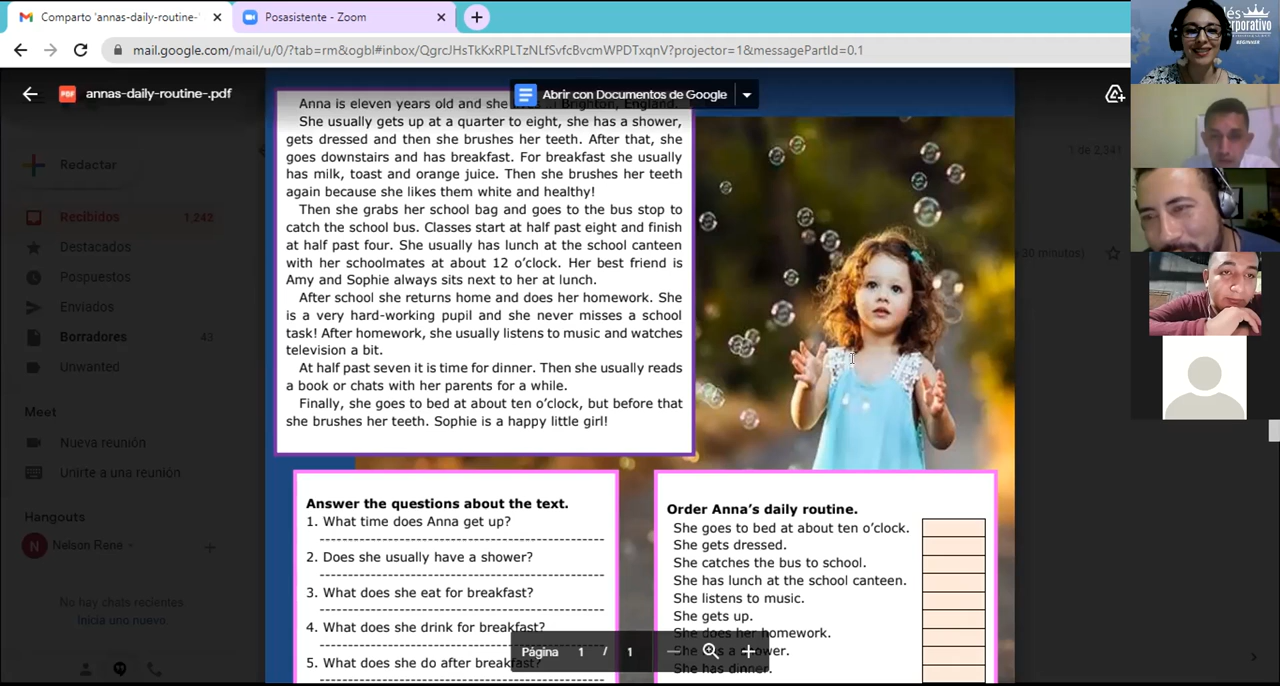 Comparto 'annas-daily-routine-'
Posasistente - Zoom
mail.google.com/mail/u/0/?tab=rm&ogbl#inbox/QgrcJHsTkKxRPLTzNLfSvfcBvcmWPDTxqnV?projector=1&messagePartId=0.1
corporativo
BEGINNER
PDF
annas-daily-routine-.pdf
Abrir con Documentos de Google
Redactar
Recibidos 1,242
Destacados
Pospuestos
Enviados
Borradores 43
Unwanted
Meet
Nueva reunión
Unirte a una reunión
Hangouts
N Nelson Rene
No hay chats recientes
Inicia uno nuevo
1 de 2,341
30 minutos)
Anna is eleven years old and she Brighton, England.
She usually gets up at a quarter to eight, she has a shower,
gets dressed and then she brushes her teeth. After that, she
goes downstairs and has breakfast. For breakfast she usually
has milk, toast and orange juice. Then she brushes her teeth
again because she likes them white and healthy!
Then she grabs her school bag and goes to the bus stop to
catch the school bus. Classes start at half past eight and finish
at half past four. She usually has lunch at the school canteen
with her schoolmates at about 12 o'clock. Her best friend is
Amy and Sophie always sits next to her at lunch.
After school she returns home and does her homework. She
is a very hard-working pupil and she never misses a school
task! After homework, she usually listens to music and watches
television a bit.
At half past seven it is time for dinner. Then she usually reads
a book or chats with her parents for a while.
Finally, she goes to bed at about ten o'clock, but before that
she brushes her teeth. Sophie is a happy little girl!
Answer the questions about the text.
1. What time does Anna get up?
2. Does she usually have a shower?
3. What does she eat for breakfast?
4. What does she drink for breakfast?
5. What does she do after breakfast?
Order Anna's daily routine.
She goes to bed at about ten o'clock.
She gets dressed.
She catches the bus to school.
She has lunch at the school canteen.
She listens to music.
She gets up.
She does her homework.
She has a shower.
She has dinner.
Página 1 / 1